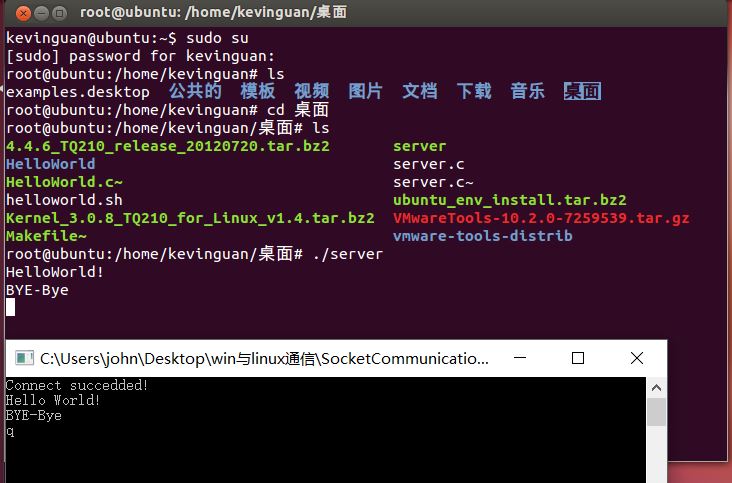 root@ubuntu: /home/kevinguan/桌面
kevinguan@ubuntu:~$ sudo su
[sudo] password for kevinguan:
root@ubuntu:/home/kevinguan# ls
examples.desktop 公共的 模板 视频 图片 文档 下载 音乐 桌面
root@ubuntu:/home/kevinguan# cd 桌面
root@ubuntu:/home/kevinguan/桌面# ls
4.4.6_TQ210_release_20120720.tar.bz2 server
HelloWorld server.c
HelloWorld.c~ server.c~
helloworld.sh ubuntu_env_install.tar.bz2
Kernel_3.0.8_TQ210_for_Linux_v1.4.tar.bz2 VMwareTools-10.2.0-7259539.tar.gz
Makefile~ vmware-tools-distrib
root@ubuntu:/home/kevinguan/桌面# ./server
HelloWorld!
BYE-Bye
C:\Users\john\Desktop\win与linux通信\SocketCommunicatio...
Connect succedded!
Hello World!
BYE-Bye
q